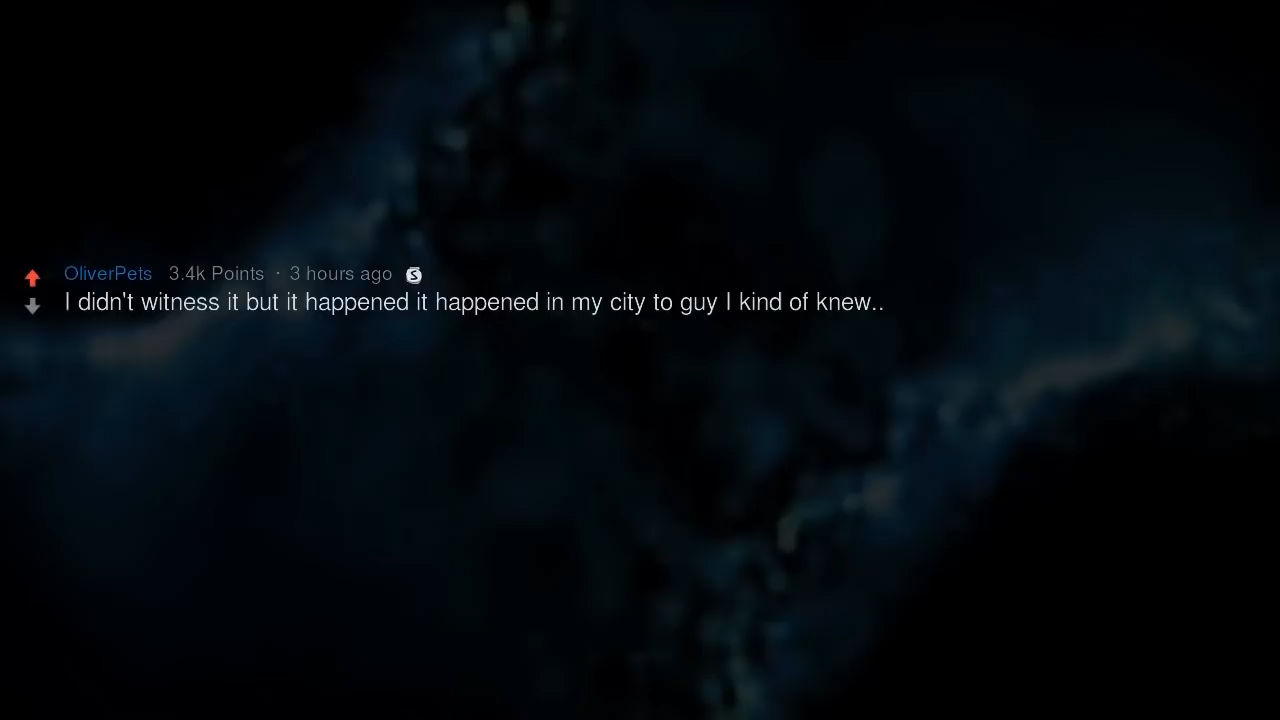 OliverPets 3.4k Points · 3 hours ago S
I didn't witness it but it happened it happened in my city to guy I kind of knew..